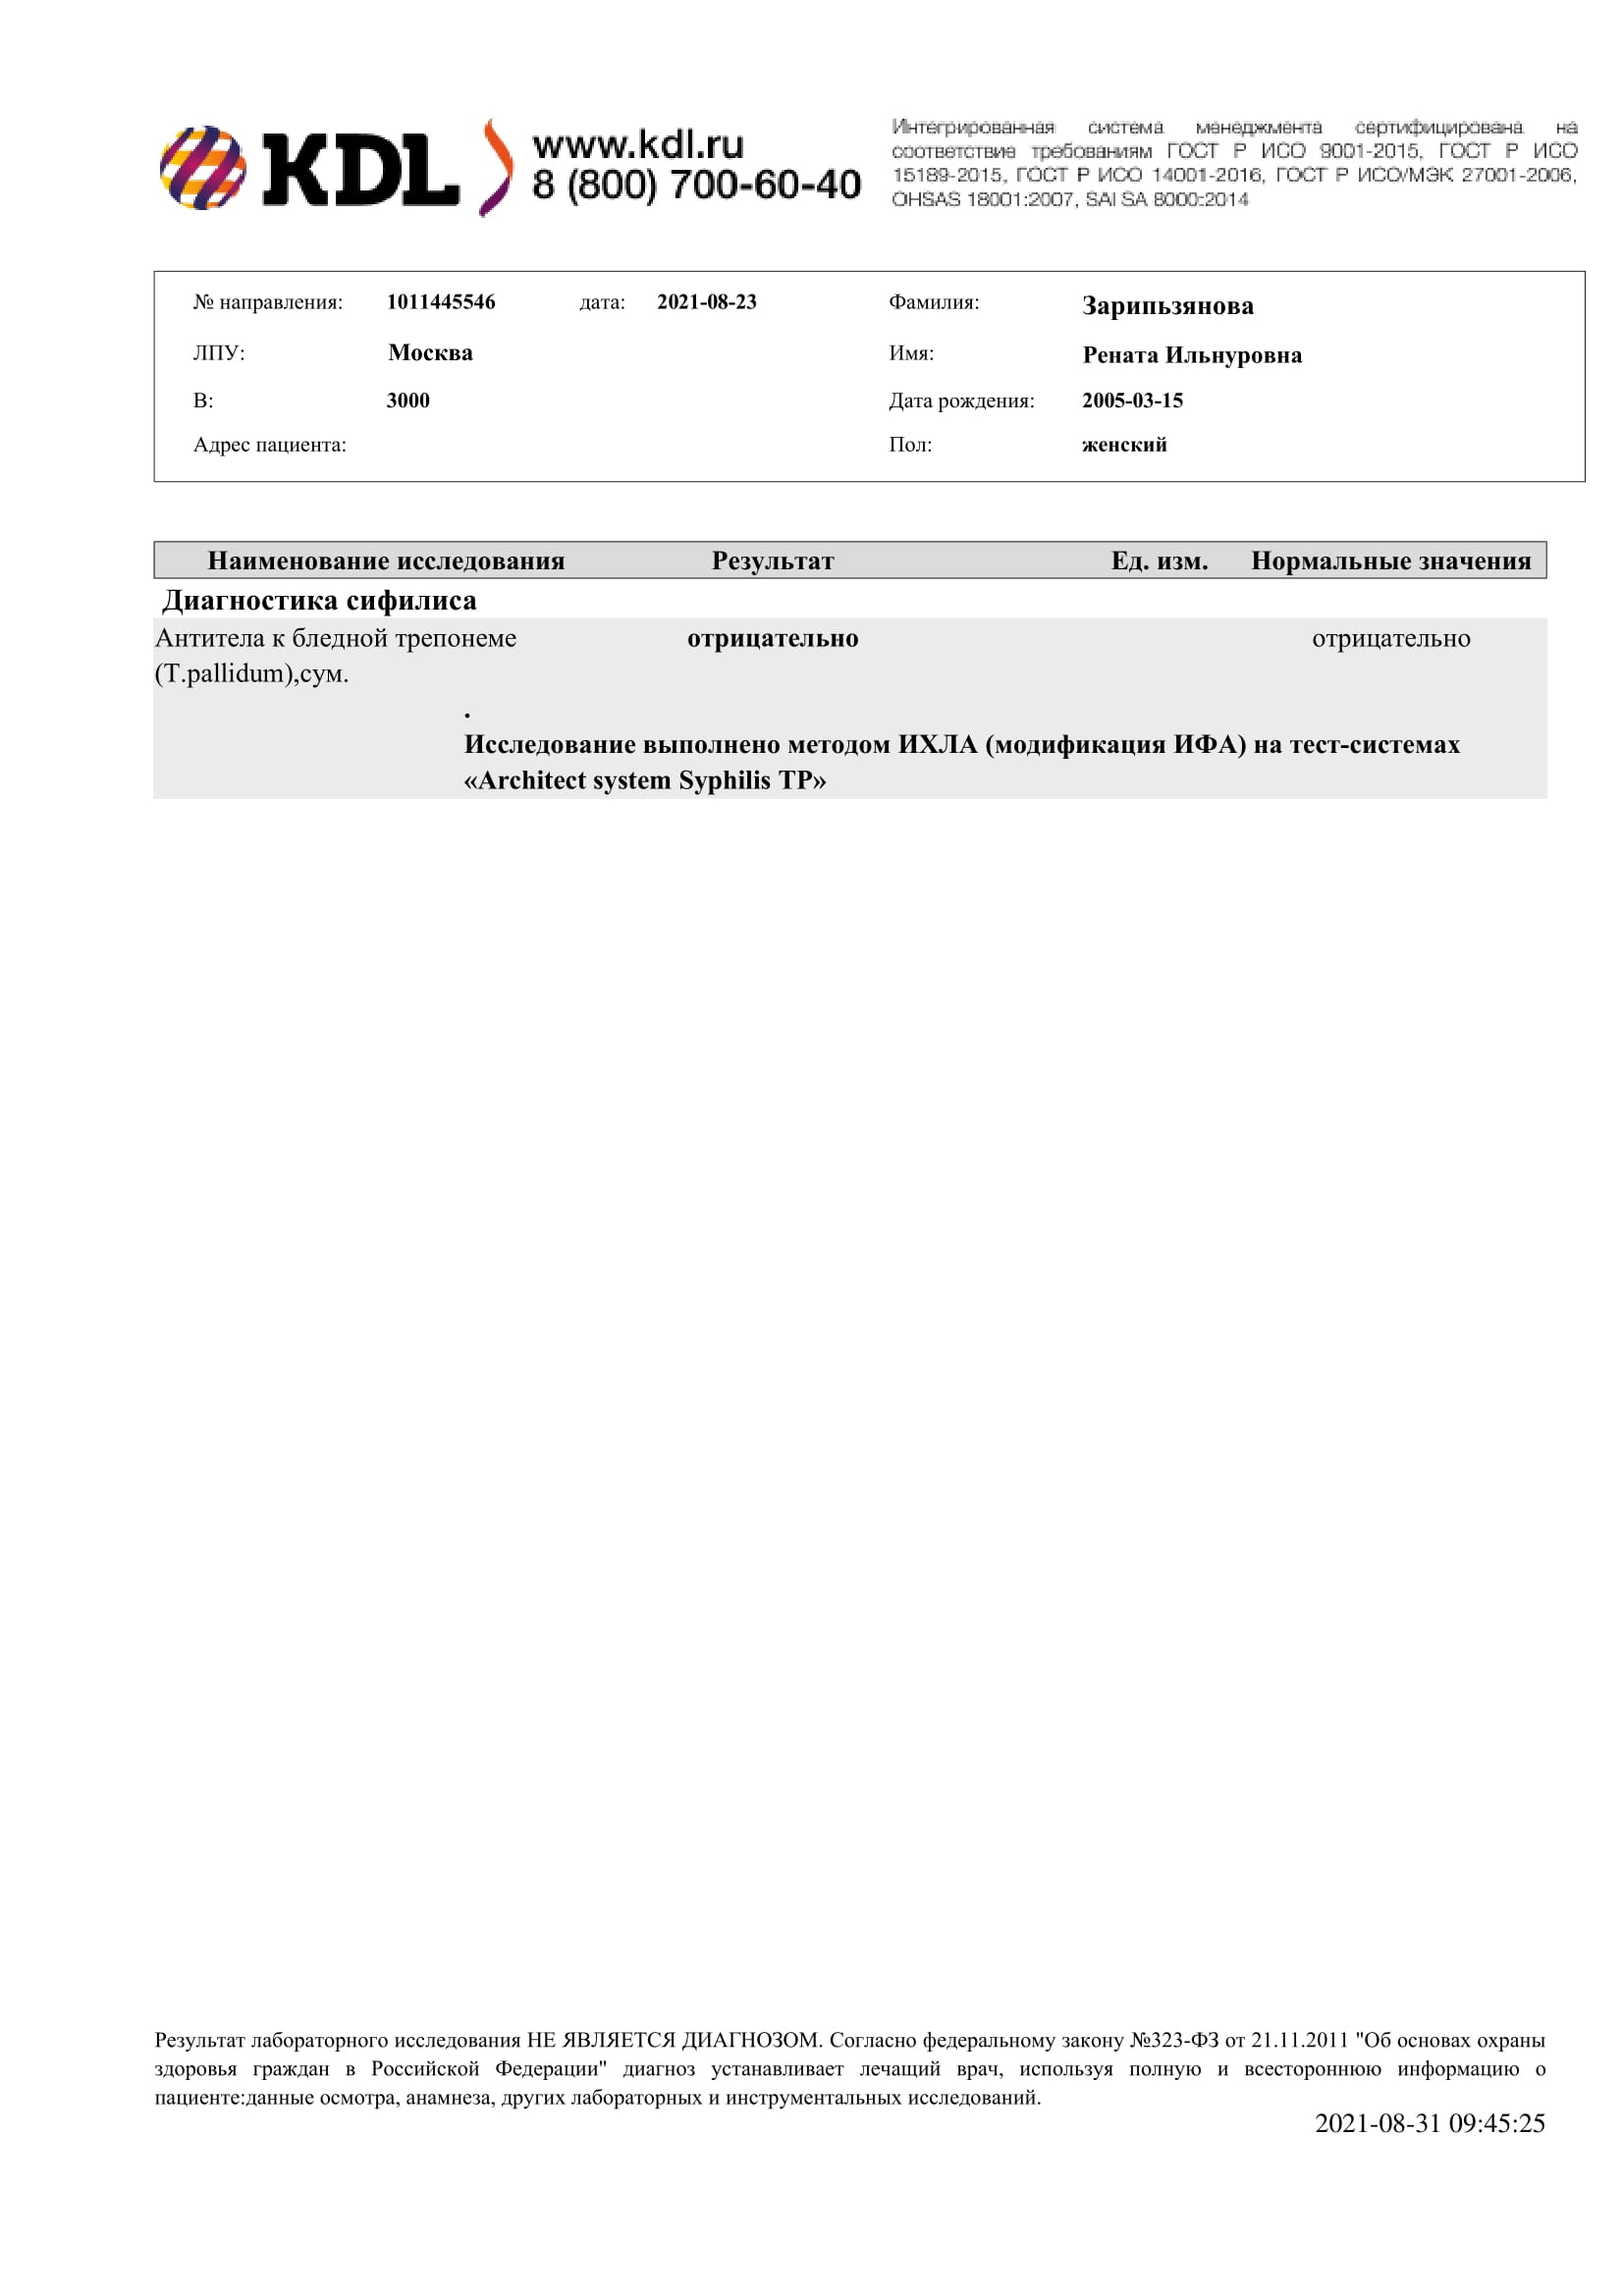 KDL
www.kdl.ru
8 (800) 700-60-40
Интегрированная система менеджмента сертифицирована на
соответствие требованиям ГОСТ Р ИСО 9001-2015, ГОСТ Р ИСО
15189-2015, ГОСТ Р ИСО 14001-2016, ГОСТ Р ИСО/МЭК 27001-2006,
OHSAS 18001:2007, SAI SA 8000:2014
№ направления: 1011445546 дата: 2021-08-23 Фамилия: Зарипьзянова
ЛПУ: Москва Имя: Рената Ильнуровна
В: 3000 Дата рождения: 2005-03-15
Адрес пациента: Пол: женский
Наименование исследования Результат Ед. изм. Нормальные значения
Диагностика сифилиса
Антитела к бледной трепонеме отрицательно отрицательно
(T.pallidum),сум.
.
Исследование выполнено методом ИХЛА (модификация ИФА) на тест-системах
«Architect system Syphilis TP»
Результат лабораторного исследования НЕ ЯВЛЯЕТСЯ ДИАГНОЗОМ. Согласно федеральному закону №323-ФЗ от 21.11.2011 "Об основах охраны
здоровья граждан в Российской Федерации" диагноз устанавливает лечащий врач, используя полную и всестороннюю информацию о
пациенте:данные осмотра, анамнеза, других лабораторных и инструментальных исследований.
2021-08-31 09:45:25